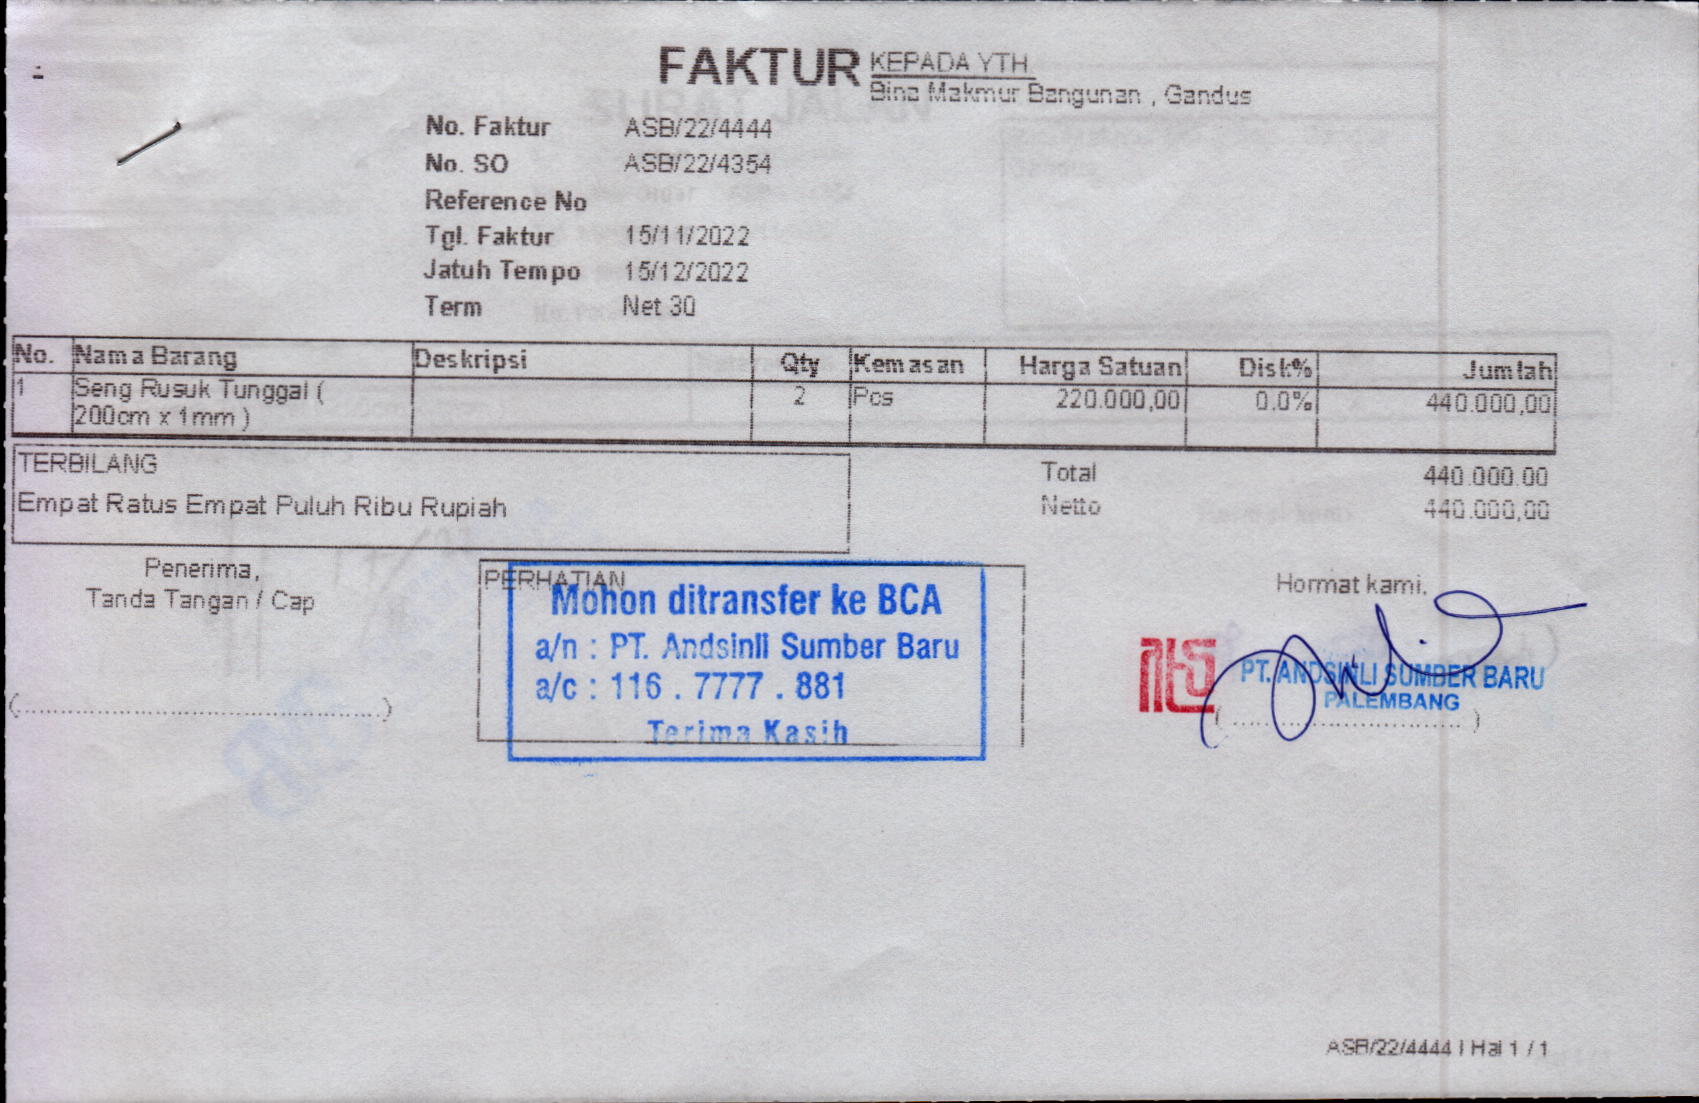 FAKTUR
KEPADA YTH
Bina Makmur Bangunan , Gandus
No. Faktur ASB/22/4444
No. SO ASB/22/4354
Reference No
Tgl. Faktur 15/11/2022
Jatuh Tempo 15/12/2022
Term Net 30
No. Nama Barang Deskripsi Qty Kemasan Harga Satuan Disk% Jumlah
1 Seng Rusuk Tunggal ( 2 Pcs 220.000,00 0.0% 440.000,00
200cm x 1mm )
TERBILANG
Empat Ratus Empat Puluh Ribu Rupiah
Total 440.000.00
Netto 440.000,00
Penerima,
Tanda Tangan / Cap
(..............................................)
PERHATIAN
Mohon ditransfer ke BCA
a/n : PT. Andsinli Sumber Baru
a/c : 116 . 7777 . 881
Terima Kasih
Hormat kami,
PT. ANDSINLI SUMBER BARU
PALEMBANG
( .............................. )
ASB/22/4444 | Hal 1 / 1